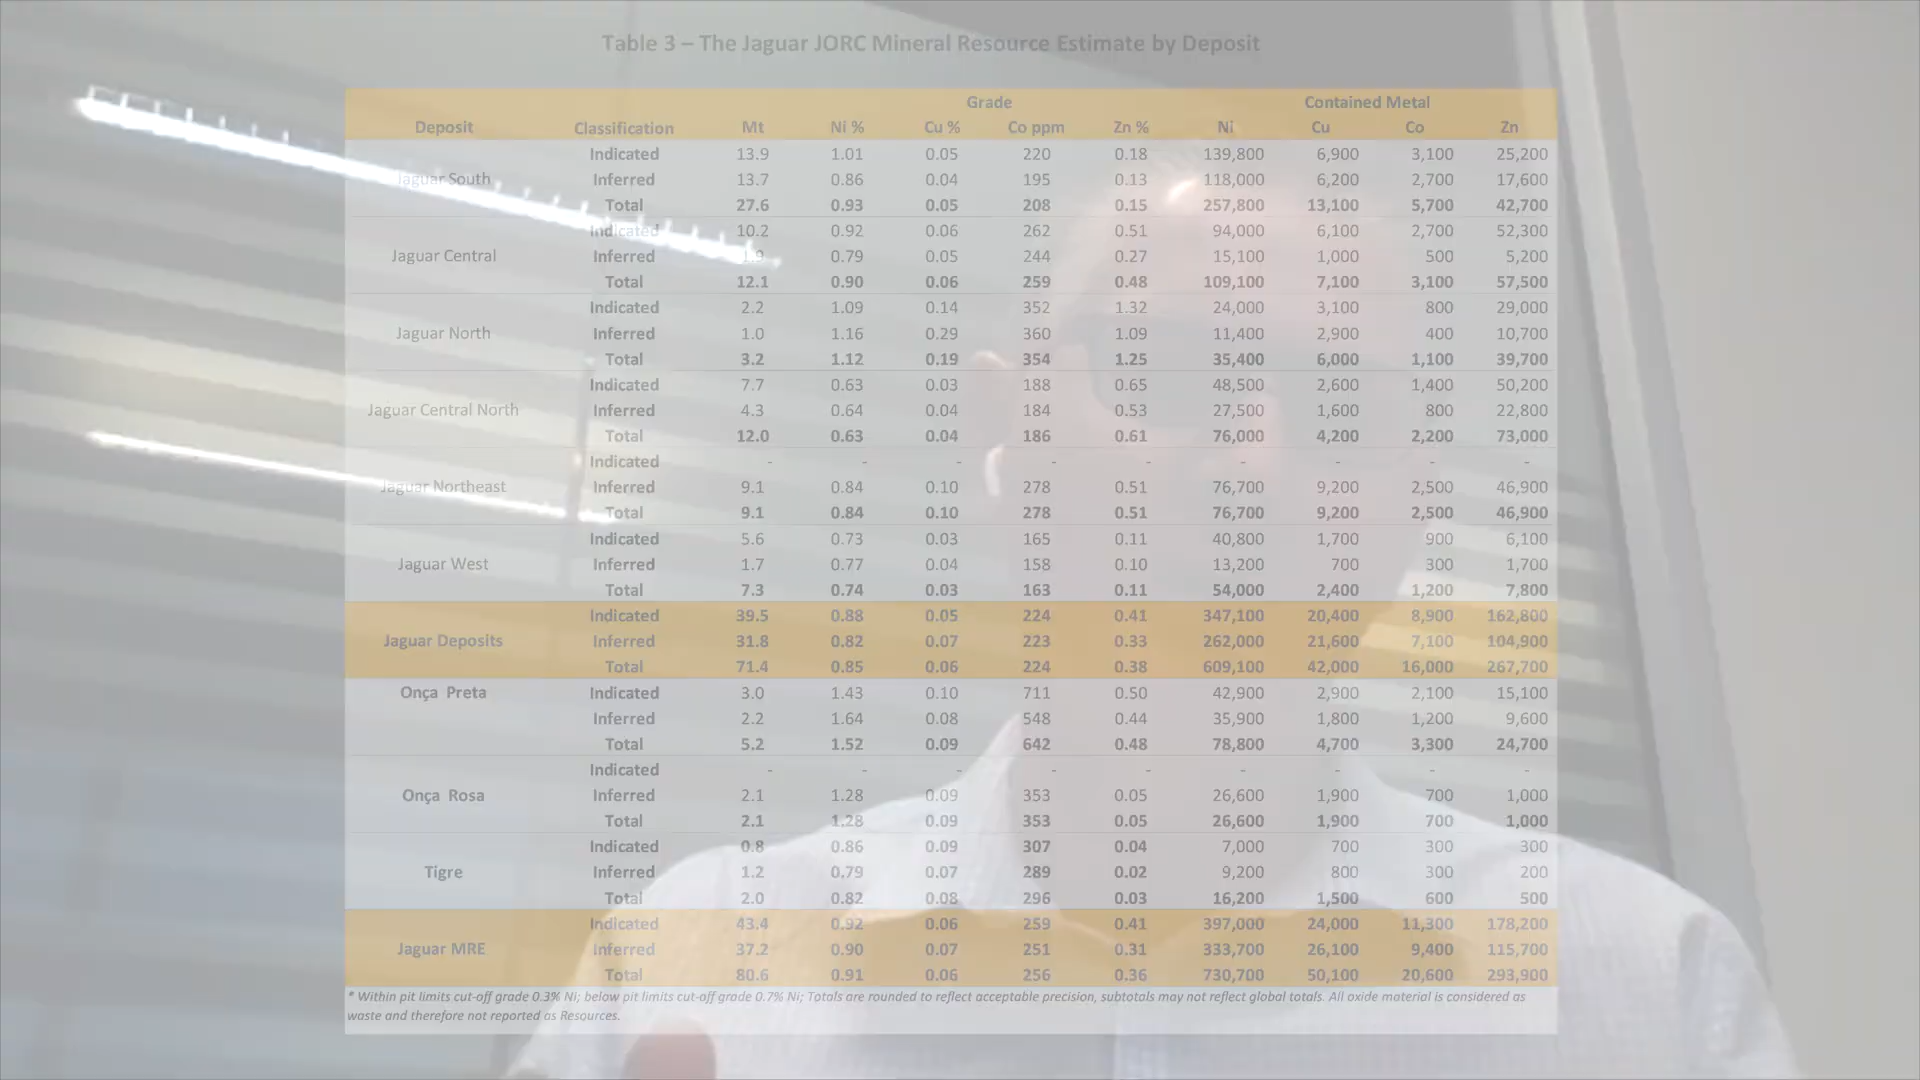 Table 3 – The Jaguar JORC Mineral Resource Estimate by Deposit
Grade Contained Metal
Deposit Classification Mt Ni % Cu % Co ppm Zn % Ni Cu Co Zn
Indicated 13.9 1.01 0.05 220 0.18 139,800 6,900 3,100 25,200
Jaguar South Inferred 13.7 0.86 0.04 195 0.13 118,000 6,200 2,700 17,600
Total 27.6 0.93 0.05 208 0.15 257,800 13,100 5,700 42,700
Indicated 10.2 0.92 0.06 262 0.51 94,000 6,100 2,700 52,300
Jaguar Central Inferred 1.9 0.79 0.05 244 0.27 15,100 1,000 500 5,200
Total 12.1 0.90 0.06 259 0.48 109,100 7,100 3,100 57,500
Indicated 2.2 1.09 0.14 352 1.32 24,000 3,100 800 29,000
Jaguar North Inferred 1.0 1.16 0.29 360 1.09 11,400 2,900 400 10,700
Total 3.2 1.12 0.19 354 1.25 35,400 6,000 1,100 39,700
Indicated 7.7 0.63 0.03 188 0.65 48,500 2,600 1,400 50,200
Jaguar Central North Inferred 4.3 0.64 0.04 184 0.53 27,500 1,600 800 22,800
Total 12.0 0.63 0.04 186 0.61 76,000 4,200 2,200 73,000
Indicated - - - - - - - - -
Jaguar Northeast Inferred 9.1 0.84 0.10 278 0.51 76,700 9,200 2,500 46,900
Total 9.1 0.84 0.10 278 0.51 76,700 9,200 2,500 46,900
Indicated 5.6 0.73 0.03 165 0.11 40,800 1,700 900 6,100
Jaguar West Inferred 1.7 0.77 0.04 158 0.10 13,200 700 300 1,700
Total 7.3 0.74 0.03 163 0.11 54,000 2,400 1,200 7,800
Indicated 39.5 0.88 0.05 224 0.41 347,100 20,400 8,900 162,800
Jaguar Deposits Inferred 31.8 0.82 0.07 223 0.33 262,000 21,600 7,100 104,900
Total 71.4 0.85 0.06 224 0.38 609,100 42,000 16,000 267,700
Onça Preta Indicated 3.0 1.43 0.10 711 0.50 42,900 2,900 2,100 15,100
Inferred 2.2 1.64 0.08 548 0.44 35,900 1,800 1,200 9,600
Total 5.2 1.52 0.09 642 0.48 78,800 4,700 3,300 24,700
Indicated - - - - - - - - -
Onça Rosa Inferred 2.1 1.28 0.09 353 0.05 26,600 1,900 700 1,000
Total 2.1 1.28 0.09 353 0.05 26,600 1,900 700 1,000
Indicated 0.8 0.86 0.09 307 0.04 7,000 700 300 300
Tigre Inferred 1.2 0.79 0.07 289 0.02 9,200 800 300 200
Total 2.0 0.82 0.08 296 0.03 16,200 1,500 600 500
Indicated 43.4 0.92 0.06 259 0.41 397,000 24,000 11,300 178,200
Jaguar MRE Inferred 37.2 0.90 0.07 251 0.31 333,700 26,100 9,400 115,700
Total 80.6 0.91 0.06 256 0.36 730,700 50,100 20,600 293,900
* Within pit limits cut-off grade 0.3% Ni; below pit limits cut-off grade 0.7% Ni; Totals are rounded to reflect acceptable precision, subtotals may not reflect global totals. All oxide material is considered as
waste and therefore not reported as Resources.